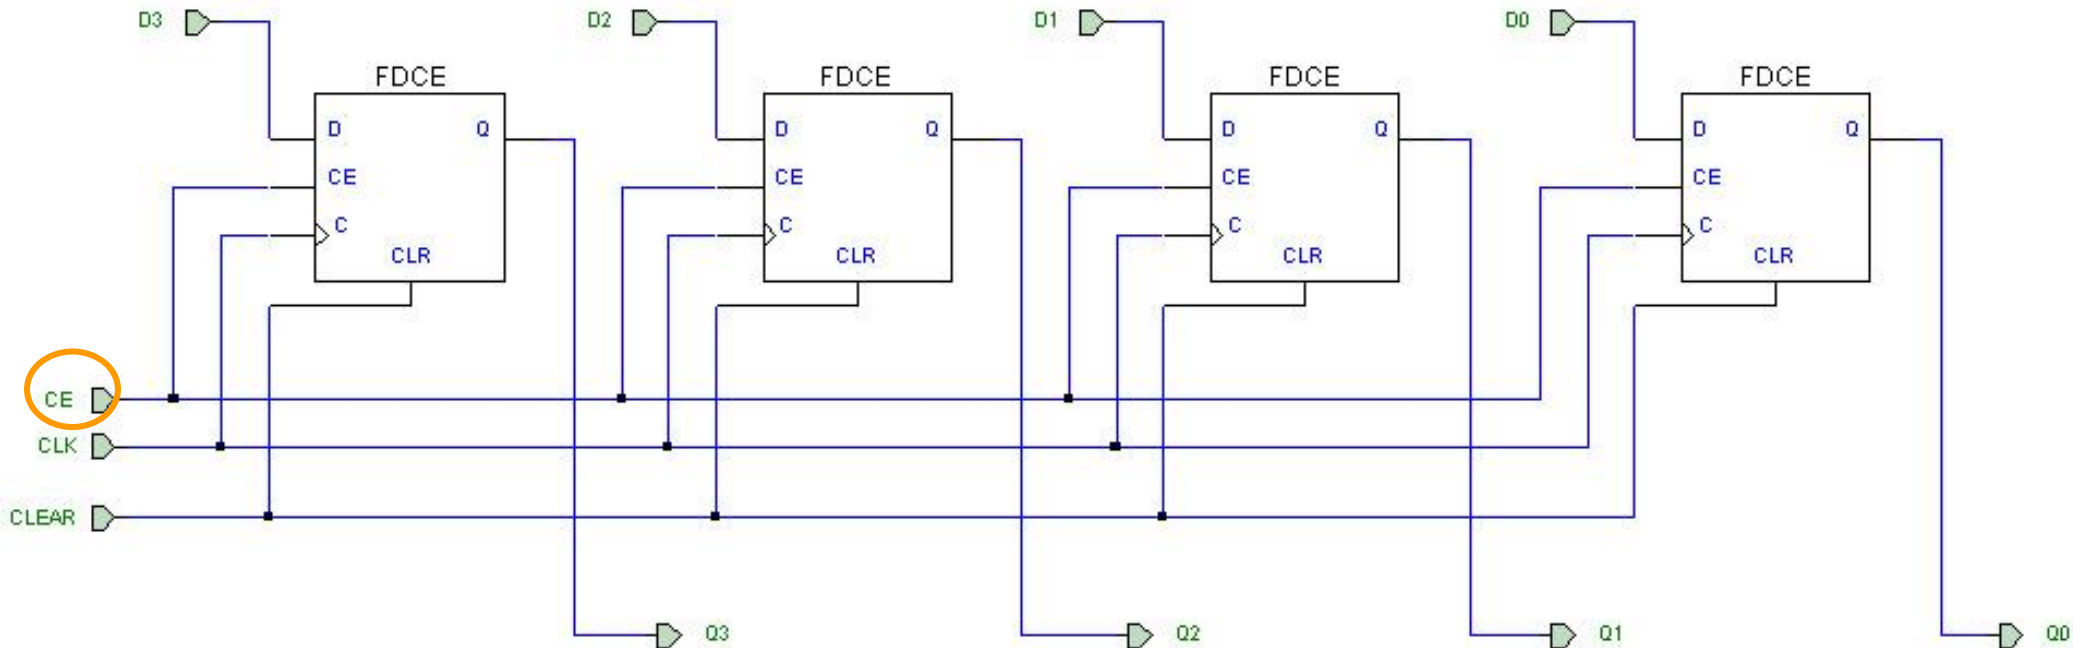 D3 D2 D1 D0
FDCE FDCE FDCE FDCE
D Q D Q D Q D Q
CE CE CE CE
C C C C
CLR CLR CLR CLR
CE
CLK
CLEAR
Q3 Q2 Q1 Q0